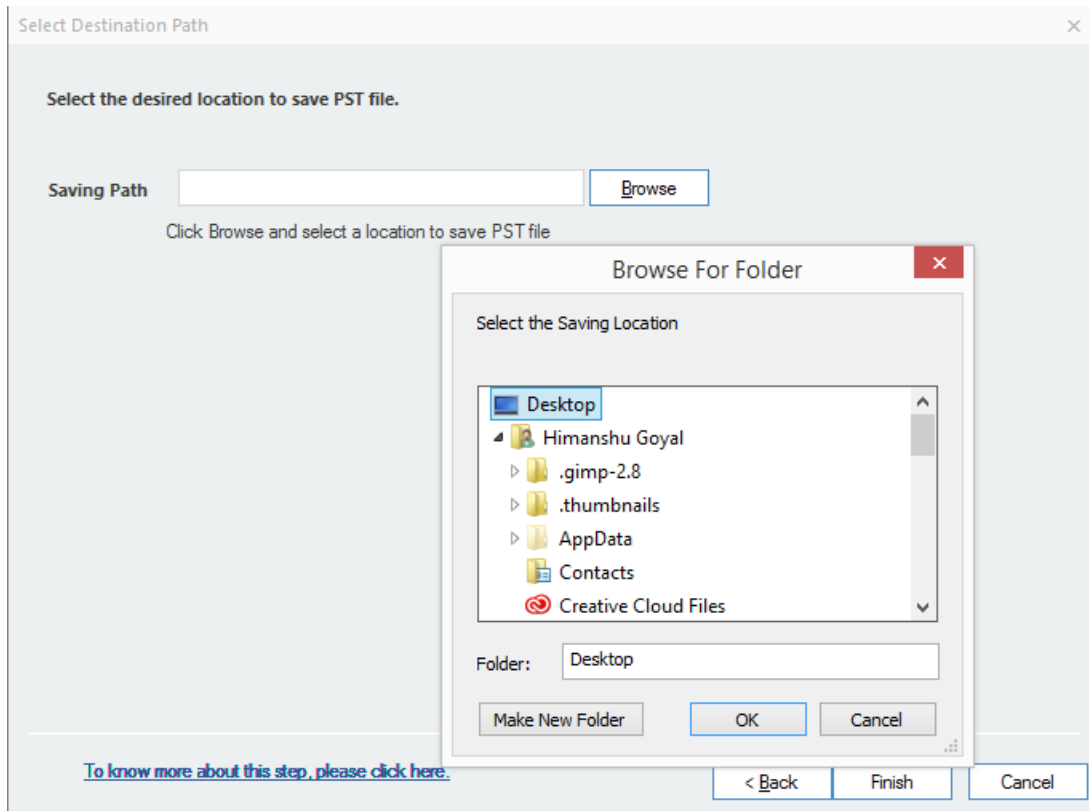 Select Destination Path
Select the desired location to save PST file.
Saving Path
Browse
Click Browse and select a location to save PST file
Browse For Folder
Select the Saving Location
Desktop
Himanshu Goyal
.gimp-2.8
.thumbnails
AppData
Contacts
Creative Cloud Files
Folder: Desktop
Make New Folder OK Cancel
To know more about this step, please click here.
< Back Finish Cancel